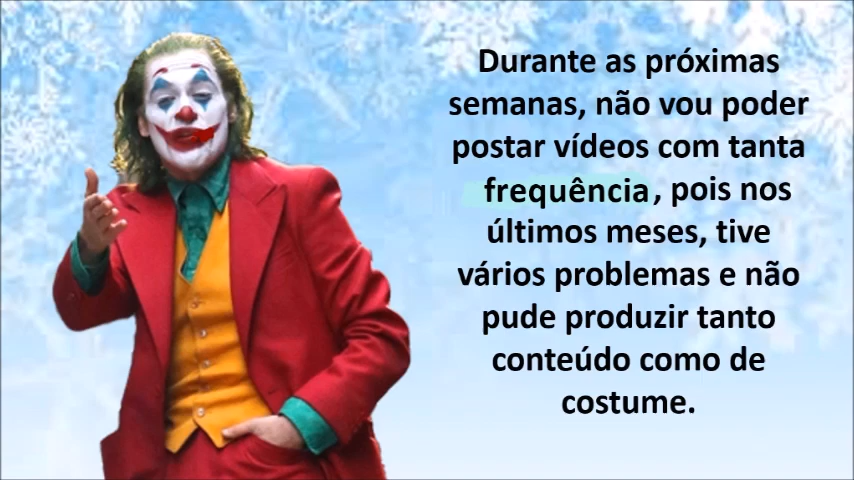 Durante as próximas
semanas, não vou poder
postar vídeos com tanta
frequência, pois nos
últimos meses, tive
vários problemas e não
pude produzir tanto
conteúdo como de
costume.